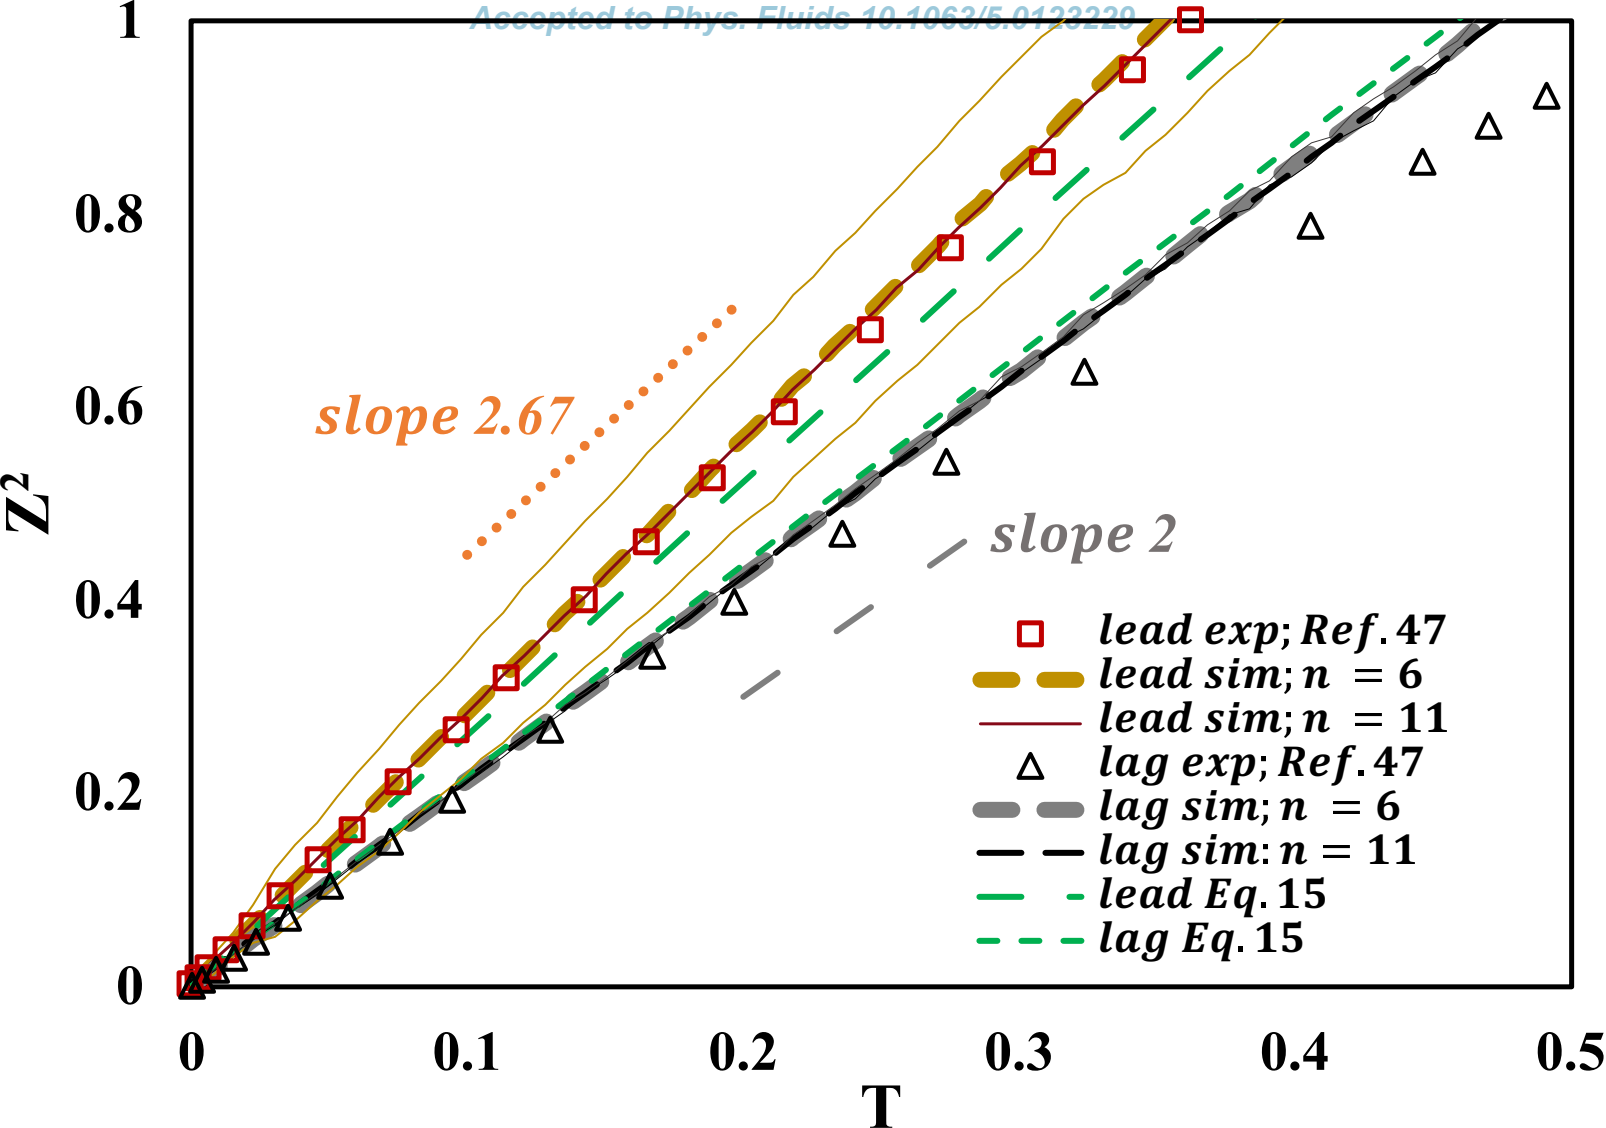 Accepted to Phys. Fluids 10.1063/5.0123229
1
0.8
0.6
0.4
0.2
0
Z²
slope 2.67
slope 2
lead exp; Ref. 47
lead sim; n = 6
lead sim; n = 11
lag exp; Ref. 47
lag sim; n = 6
lag sim: n = 11
lead Eq. 15
lag Eq. 15
0 0.1 0.2 0.3 0.4 0.5
T